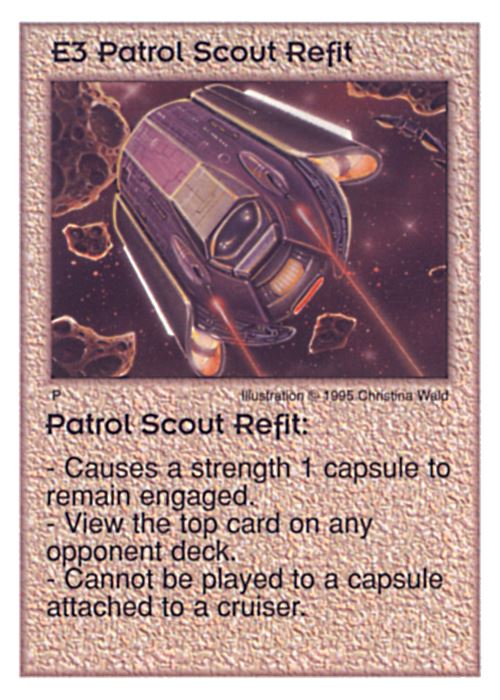 E3 Patrol Scout Refit
P
Illustration © 1995 Christina Wald
Patrol Scout Refit:
- Causes a strength 1 capsule to
remain engaged.
- View the top card on any
opponent deck.
- Cannot be played to a capsule
attached to a cruiser.